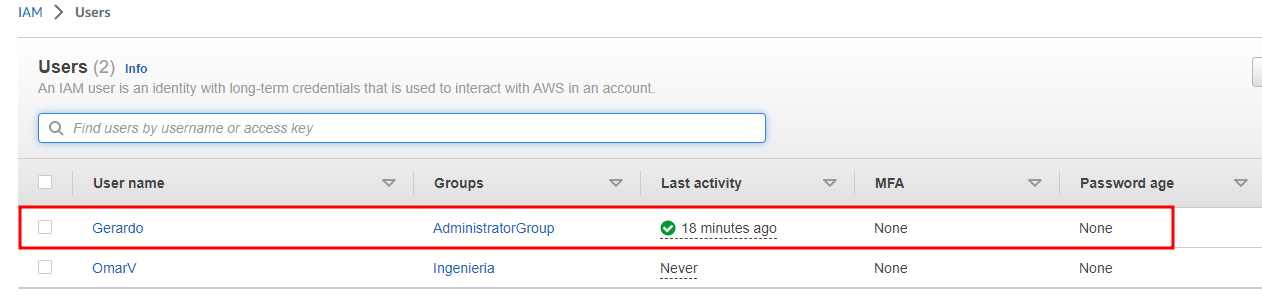 IAM > Users
Users (2) Info
An IAM user is an identity with long-term credentials that is used to interact with AWS in an account.
Find users by username or access key
User name Groups Last activity MFA Password age
Gerardo AdministratorGroup 18 minutes ago None None
OmarV Ingenieria Never None None